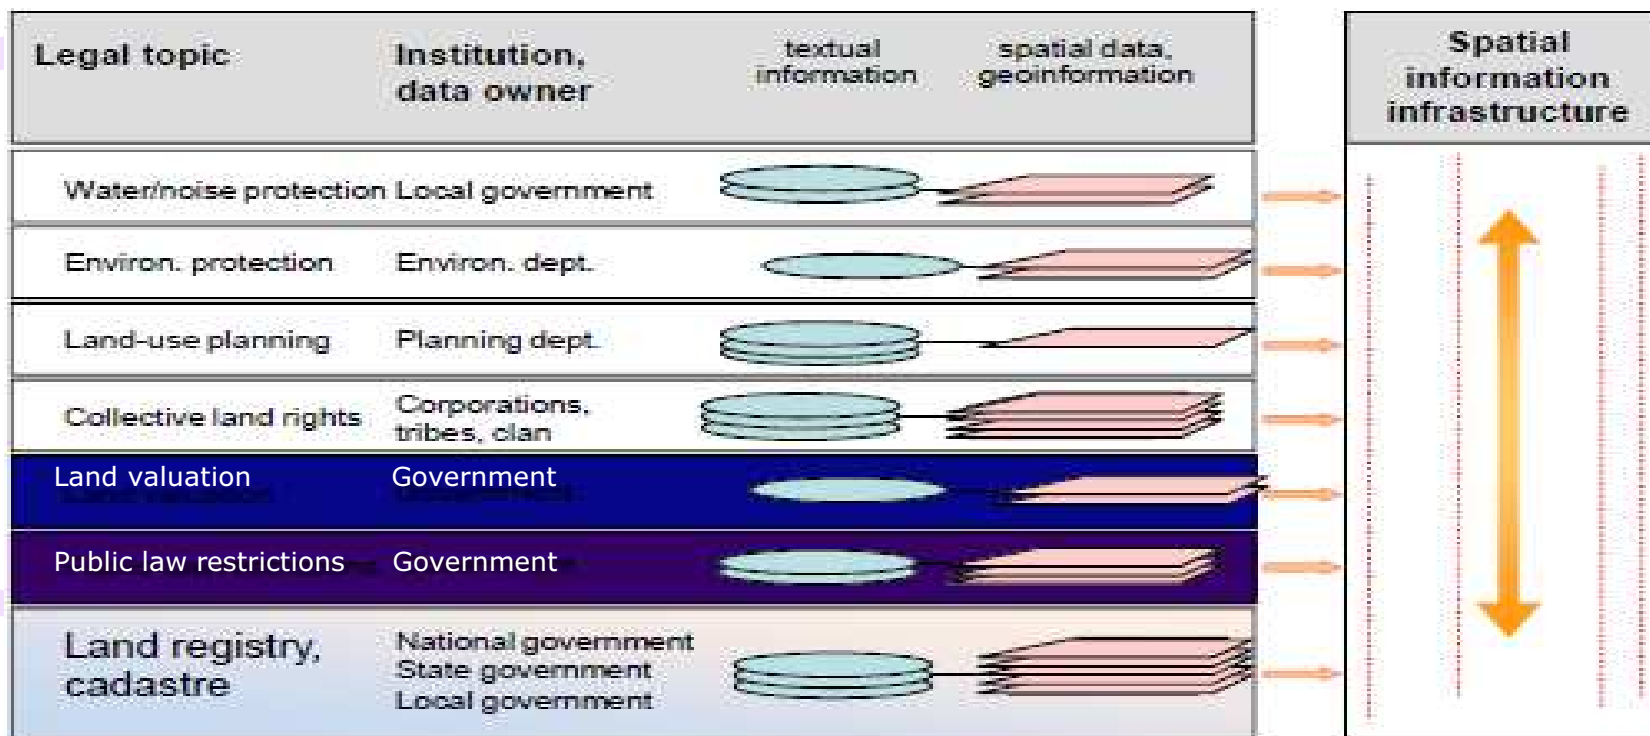 Legal topic
Institution,
data owner
textual
information
spatial data,
geoinformation
Spatial
information
infrastructure
Water/noise protection Local government
Environ. protection Environ. dept.
Land-use planning Planning dept.
Collective land rights Corporations,
tribes, clan
Land valuation Government
Public law restrictions Government
Land registry,
cadastre
National government
State government
Local government